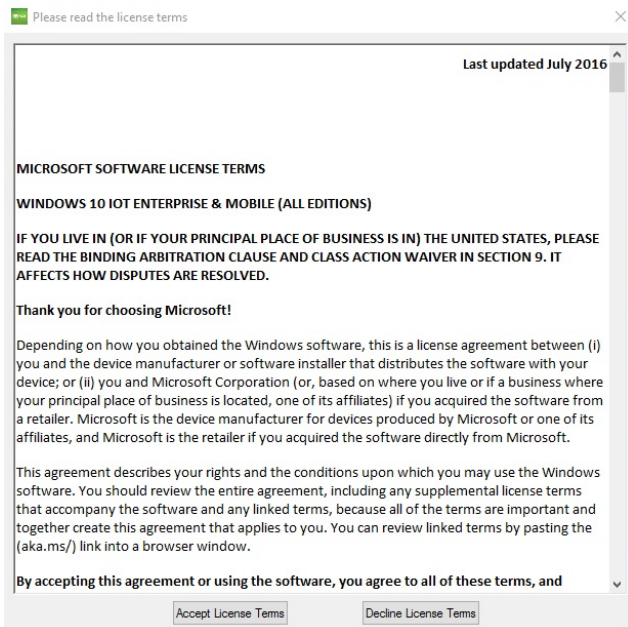 Please read the license terms
Last updated July 2016
MICROSOFT SOFTWARE LICENSE TERMS
WINDOWS 10 IOT ENTERPRISE & MOBILE (ALL EDITIONS)
IF YOU LIVE IN (OR IF YOUR PRINCIPAL PLACE OF BUSINESS IS IN) THE UNITED STATES, PLEASE
READ THE BINDING ARBITRATION CLAUSE AND CLASS ACTION WAIVER IN SECTION 9. IT
AFFECTS HOW DISPUTES ARE RESOLVED.
Thank you for choosing Microsoft!
Depending on how you obtained the Windows software, this is a license agreement between (i)
you and the device manufacturer or software installer that distributes the software with your
device; or (ii) you and Microsoft Corporation (or, based on where you live or if a business where
your principal place of business is located, one of its affiliates) if you acquired the software from
a retailer. Microsoft is the device manufacturer for devices produced by Microsoft or one of its
affiliates, and Microsoft is the retailer if you acquired the software directly from Microsoft.
This agreement describes your rights and the conditions upon which you may use the Windows
software. You should review the entire agreement, including any supplemental license terms
that accompany the software and any linked terms, because all of the terms are important and
together create this agreement that applies to you. You can review linked terms by pasting the
(aka.ms/) link into a browser window.
By accepting this agreement or using the software, you agree to all of these terms, and
Accept License Terms Decline License Terms